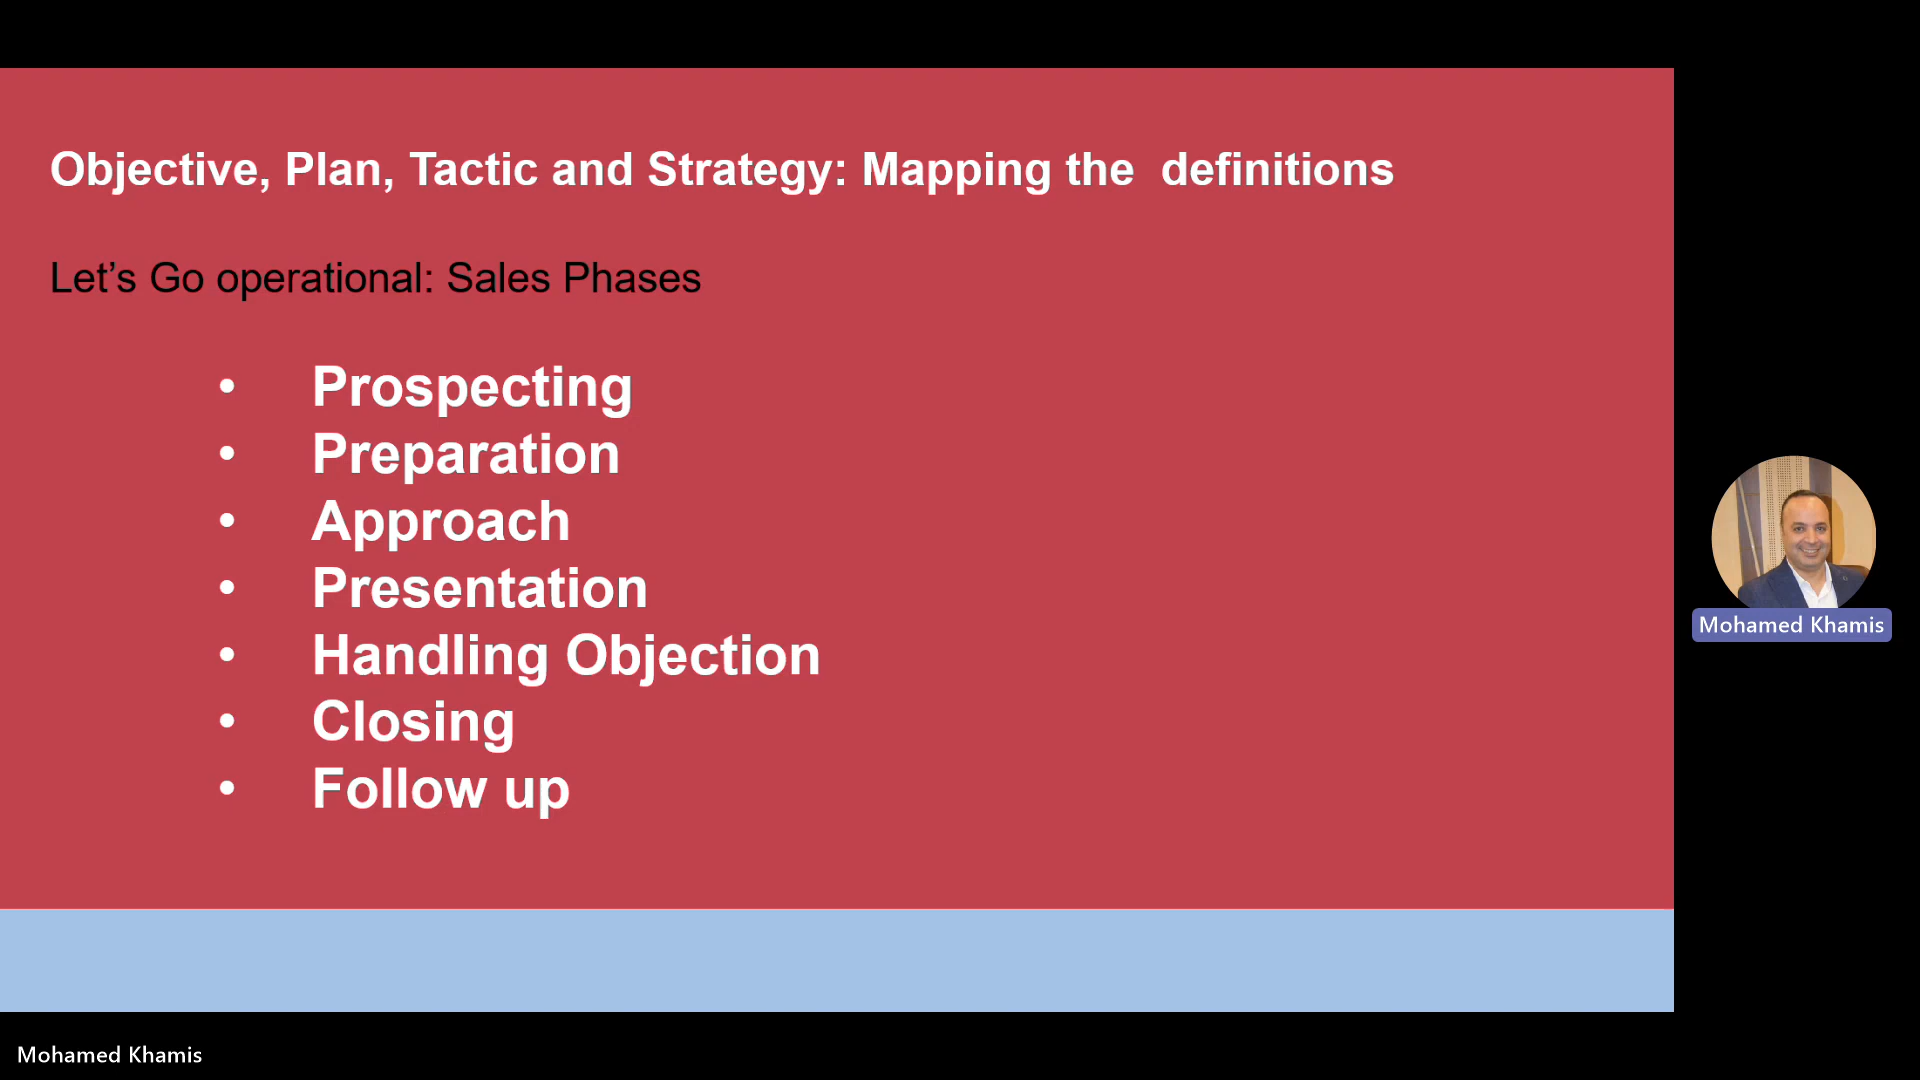 Objective, Plan, Tactic and Strategy: Mapping the  definitions
Let’s Go operational: Sales Phases
• Prospecting
• Preparation
• Approach
• Presentation
• Handling Objection
• Closing
• Follow up
Mohamed Khamis
Mohamed Khamis